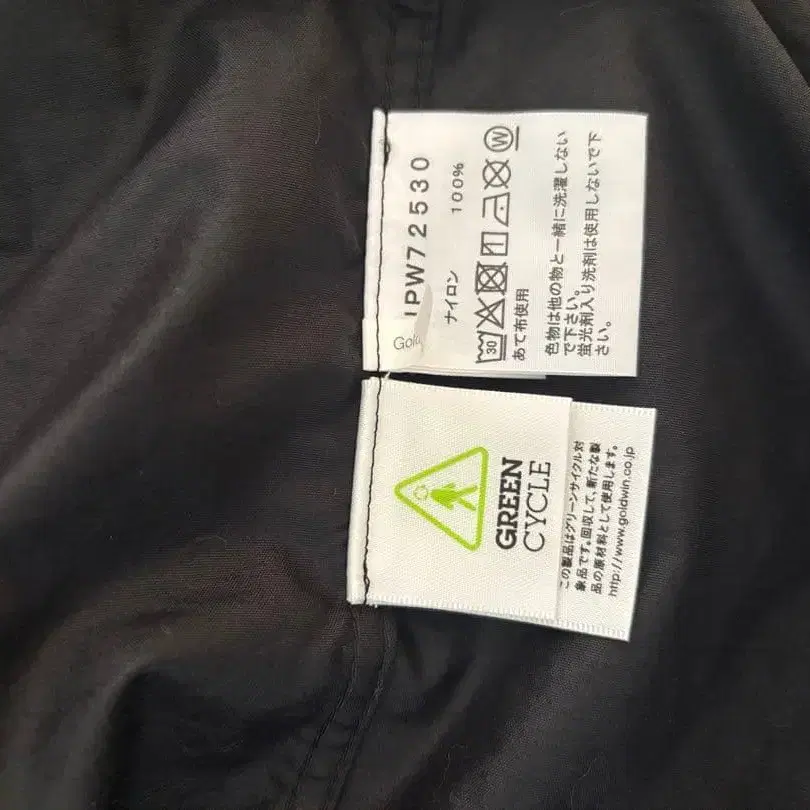 IPW72530
ナイロン 100%
30
W
あて布使用
色物は他の物と一緒に洗濯しない
で下さい。
蛍光剤入り洗剤は使用しないで下
さい。
GREEN
CYCLE
この製品はグリーンサイクル対
象品です。回収して、新たな製
品の原材料として使用します。
http://www.goldwin.co.jp